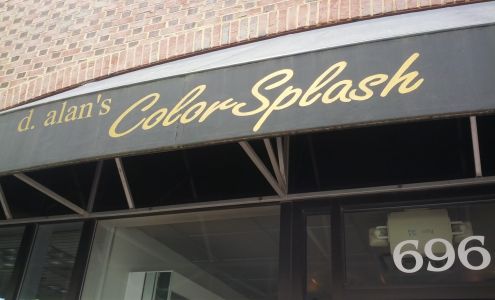 d. alan's Color Splash
696